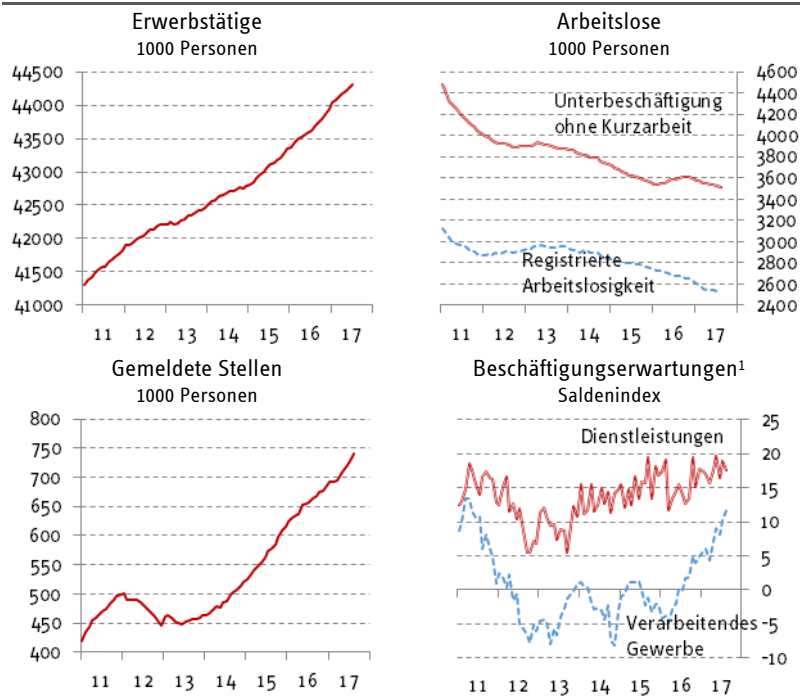 Erwerbstätige
1000 Personen
44500
44000
43500
43000
42500
42000
41500
41000
11 12 13 14 15 16 17
Arbeitslose
1000 Personen
4600
4400
4200
4000
3800
3600
3400
3200
3000
2800
2600
2400
Unterbeschäftigung
ohne Kurzarbeit
Registrierte
Arbeitslosigkeit
11 12 13 14 15 16 17
Gemeldete Stellen
1000 Personen
800
750
700
650
600
550
500
450
400
11 12 13 14 15 16 17
Beschäftigungserwartungen¹
Saldenindex
25
20
15
10
5
0
-5
-10
Dienstleistungen
Verarbeitendes
Gewerbe
11 12 13 14 15 16 17